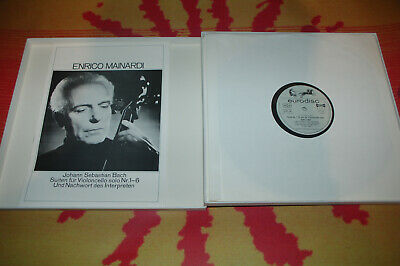 ENRICO MAINARDI
Johann Sebastian Bach
Suiten für Violoncello solo Nr.1–6
Und Nachwort des Interpreten
eurodisc